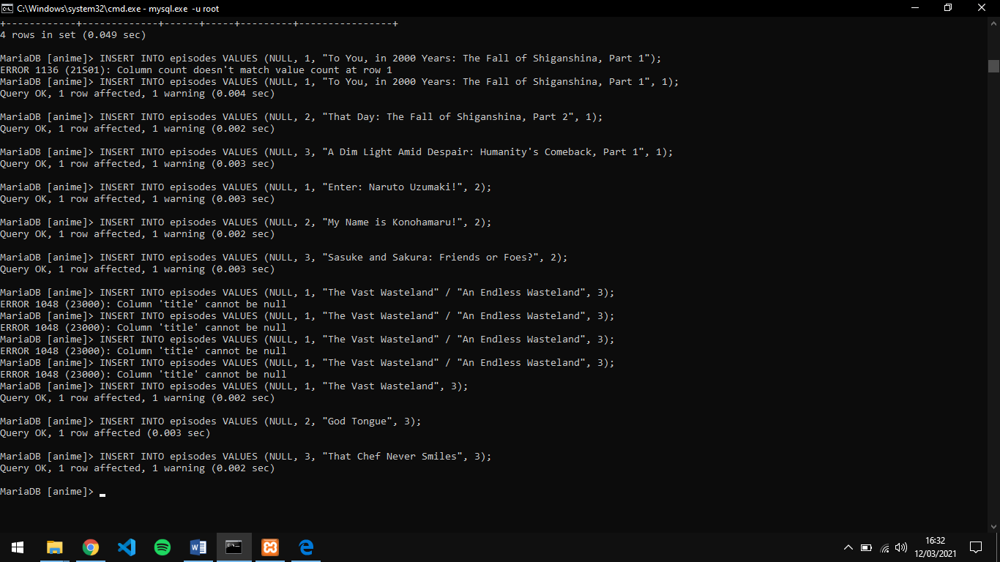 C:\Windows\system32\cmd.exe - mysql.exe  -u root
+------------+-------------+------+-----+---------+----------------+
4 rows in set (0.049 sec)
MariaDB [anime]> INSERT INTO episodes VALUES (NULL, 1, "To You, in 2000 Years: The Fall of Shiganshina, Part 1");
ERROR 1136 (21S01): Column count doesn't match value count at row 1
MariaDB [anime]> INSERT INTO episodes VALUES (NULL, 1, "To You, in 2000 Years: The Fall of Shiganshina, Part 1", 1);
Query OK, 1 row affected, 1 warning (0.004 sec)
MariaDB [anime]> INSERT INTO episodes VALUES (NULL, 2, "That Day: The Fall of Shiganshina, Part 2", 1);
Query OK, 1 row affected, 1 warning (0.002 sec)
MariaDB [anime]> INSERT INTO episodes VALUES (NULL, 3, "A Dim Light Amid Despair: Humanity's Comeback, Part 1", 1);
Query OK, 1 row affected, 1 warning (0.003 sec)
MariaDB [anime]> INSERT INTO episodes VALUES (NULL, 1, "Enter: Naruto Uzumaki!", 2);
Query OK, 1 row affected, 1 warning (0.003 sec)
MariaDB [anime]> INSERT INTO episodes VALUES (NULL, 2, "My Name is Konohamaru!", 2);
Query OK, 1 row affected, 1 warning (0.002 sec)
MariaDB [anime]> INSERT INTO episodes VALUES (NULL, 3, "Sasuke and Sakura: Friends or Foes?", 2);
Query OK, 1 row affected, 1 warning (0.003 sec)
MariaDB [anime]> INSERT INTO episodes VALUES (NULL, 1, "The Vast Wasteland" / "An Endless Wasteland", 3);
ERROR 1048 (23000): Column 'title' cannot be null
MariaDB [anime]> INSERT INTO episodes VALUES (NULL, 1, "The Vast Wasteland" / "An Endless Wasteland", 3);
ERROR 1048 (23000): Column 'title' cannot be null
MariaDB [anime]> INSERT INTO episodes VALUES (NULL, 1, "The Vast Wasteland" / "An Endless Wasteland", 3);
ERROR 1048 (23000): Column 'title' cannot be null
MariaDB [anime]> INSERT INTO episodes VALUES (NULL, 1, "The Vast Wasteland" / "An Endless Wasteland", 3);
ERROR 1048 (23000): Column 'title' cannot be null
MariaDB [anime]> INSERT INTO episodes VALUES (NULL, 1, "The Vast Wasteland", 3);
Query OK, 1 row affected, 1 warning (0.002 sec)
MariaDB [anime]> INSERT INTO episodes VALUES (NULL, 2, "God Tongue", 3);
Query OK, 1 row affected (0.003 sec)
MariaDB [anime]> INSERT INTO episodes VALUES (NULL, 3, "That Chef Never Smiles", 3);
Query OK, 1 row affected, 1 warning (0.002 sec)
MariaDB [anime]>
16:32
12/03/2021